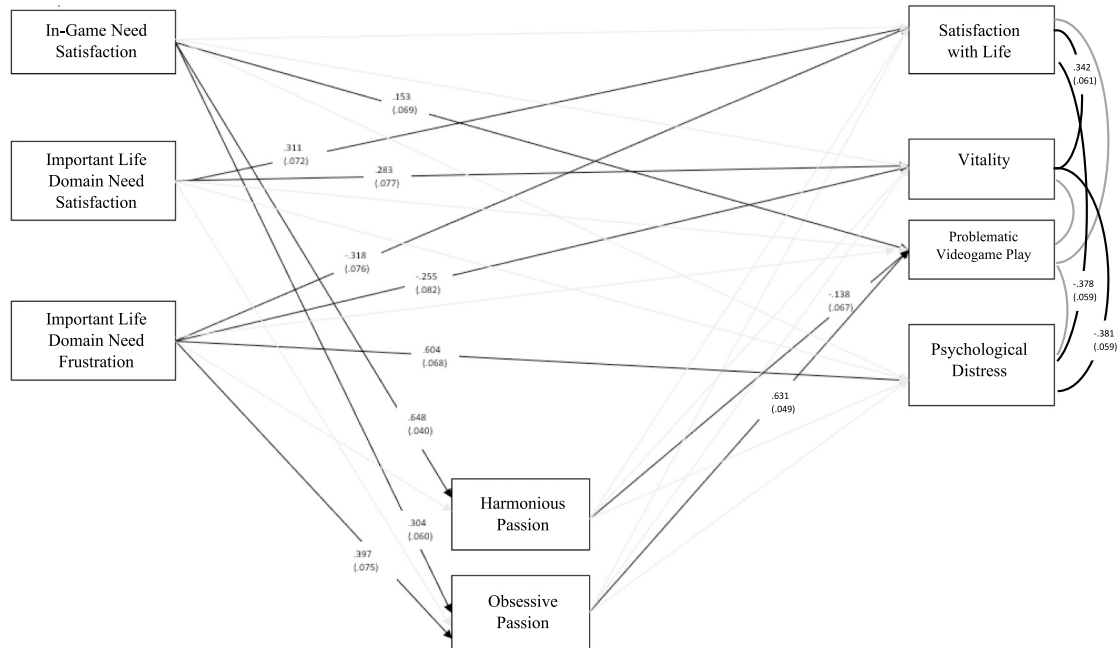 In-Game Need
Satisfaction
Important Life
Domain Need
Satisfaction
Important Life
Domain Need
Frustration
.153
(.069)
.311
(.072)
.283
(.077)
-.318
(.076)
-.255
(.082)
.604
(.068)
.648
(.040)
.304
(.060)
.397
(.075)
-.138
(.067)
.631
(.049)
Harmonious
Passion
Obsessive
Passion
Satisfaction
with Life
Vitality
Problematic
Videogame Play
Psychological
Distress
.342
(.061)
-.378
(.059)
-.381
(.059)